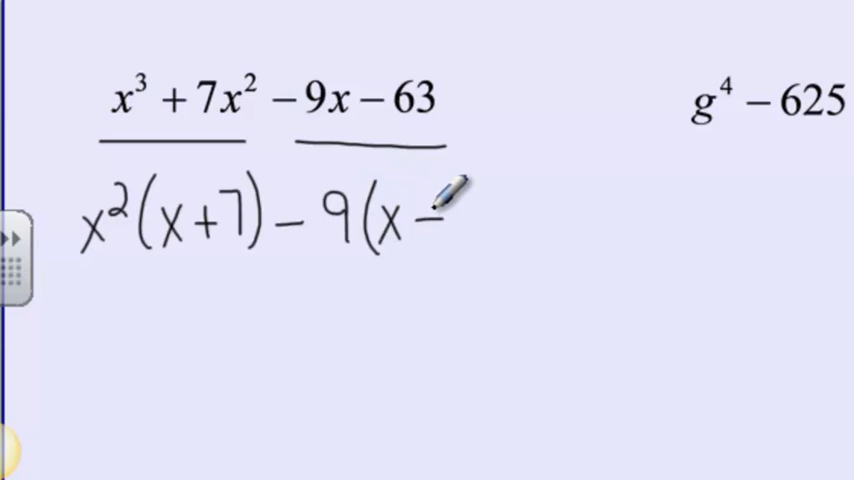 x³ + 7x² − 9x − 63
g⁴ − 625
x²(x+7) − 9(x −